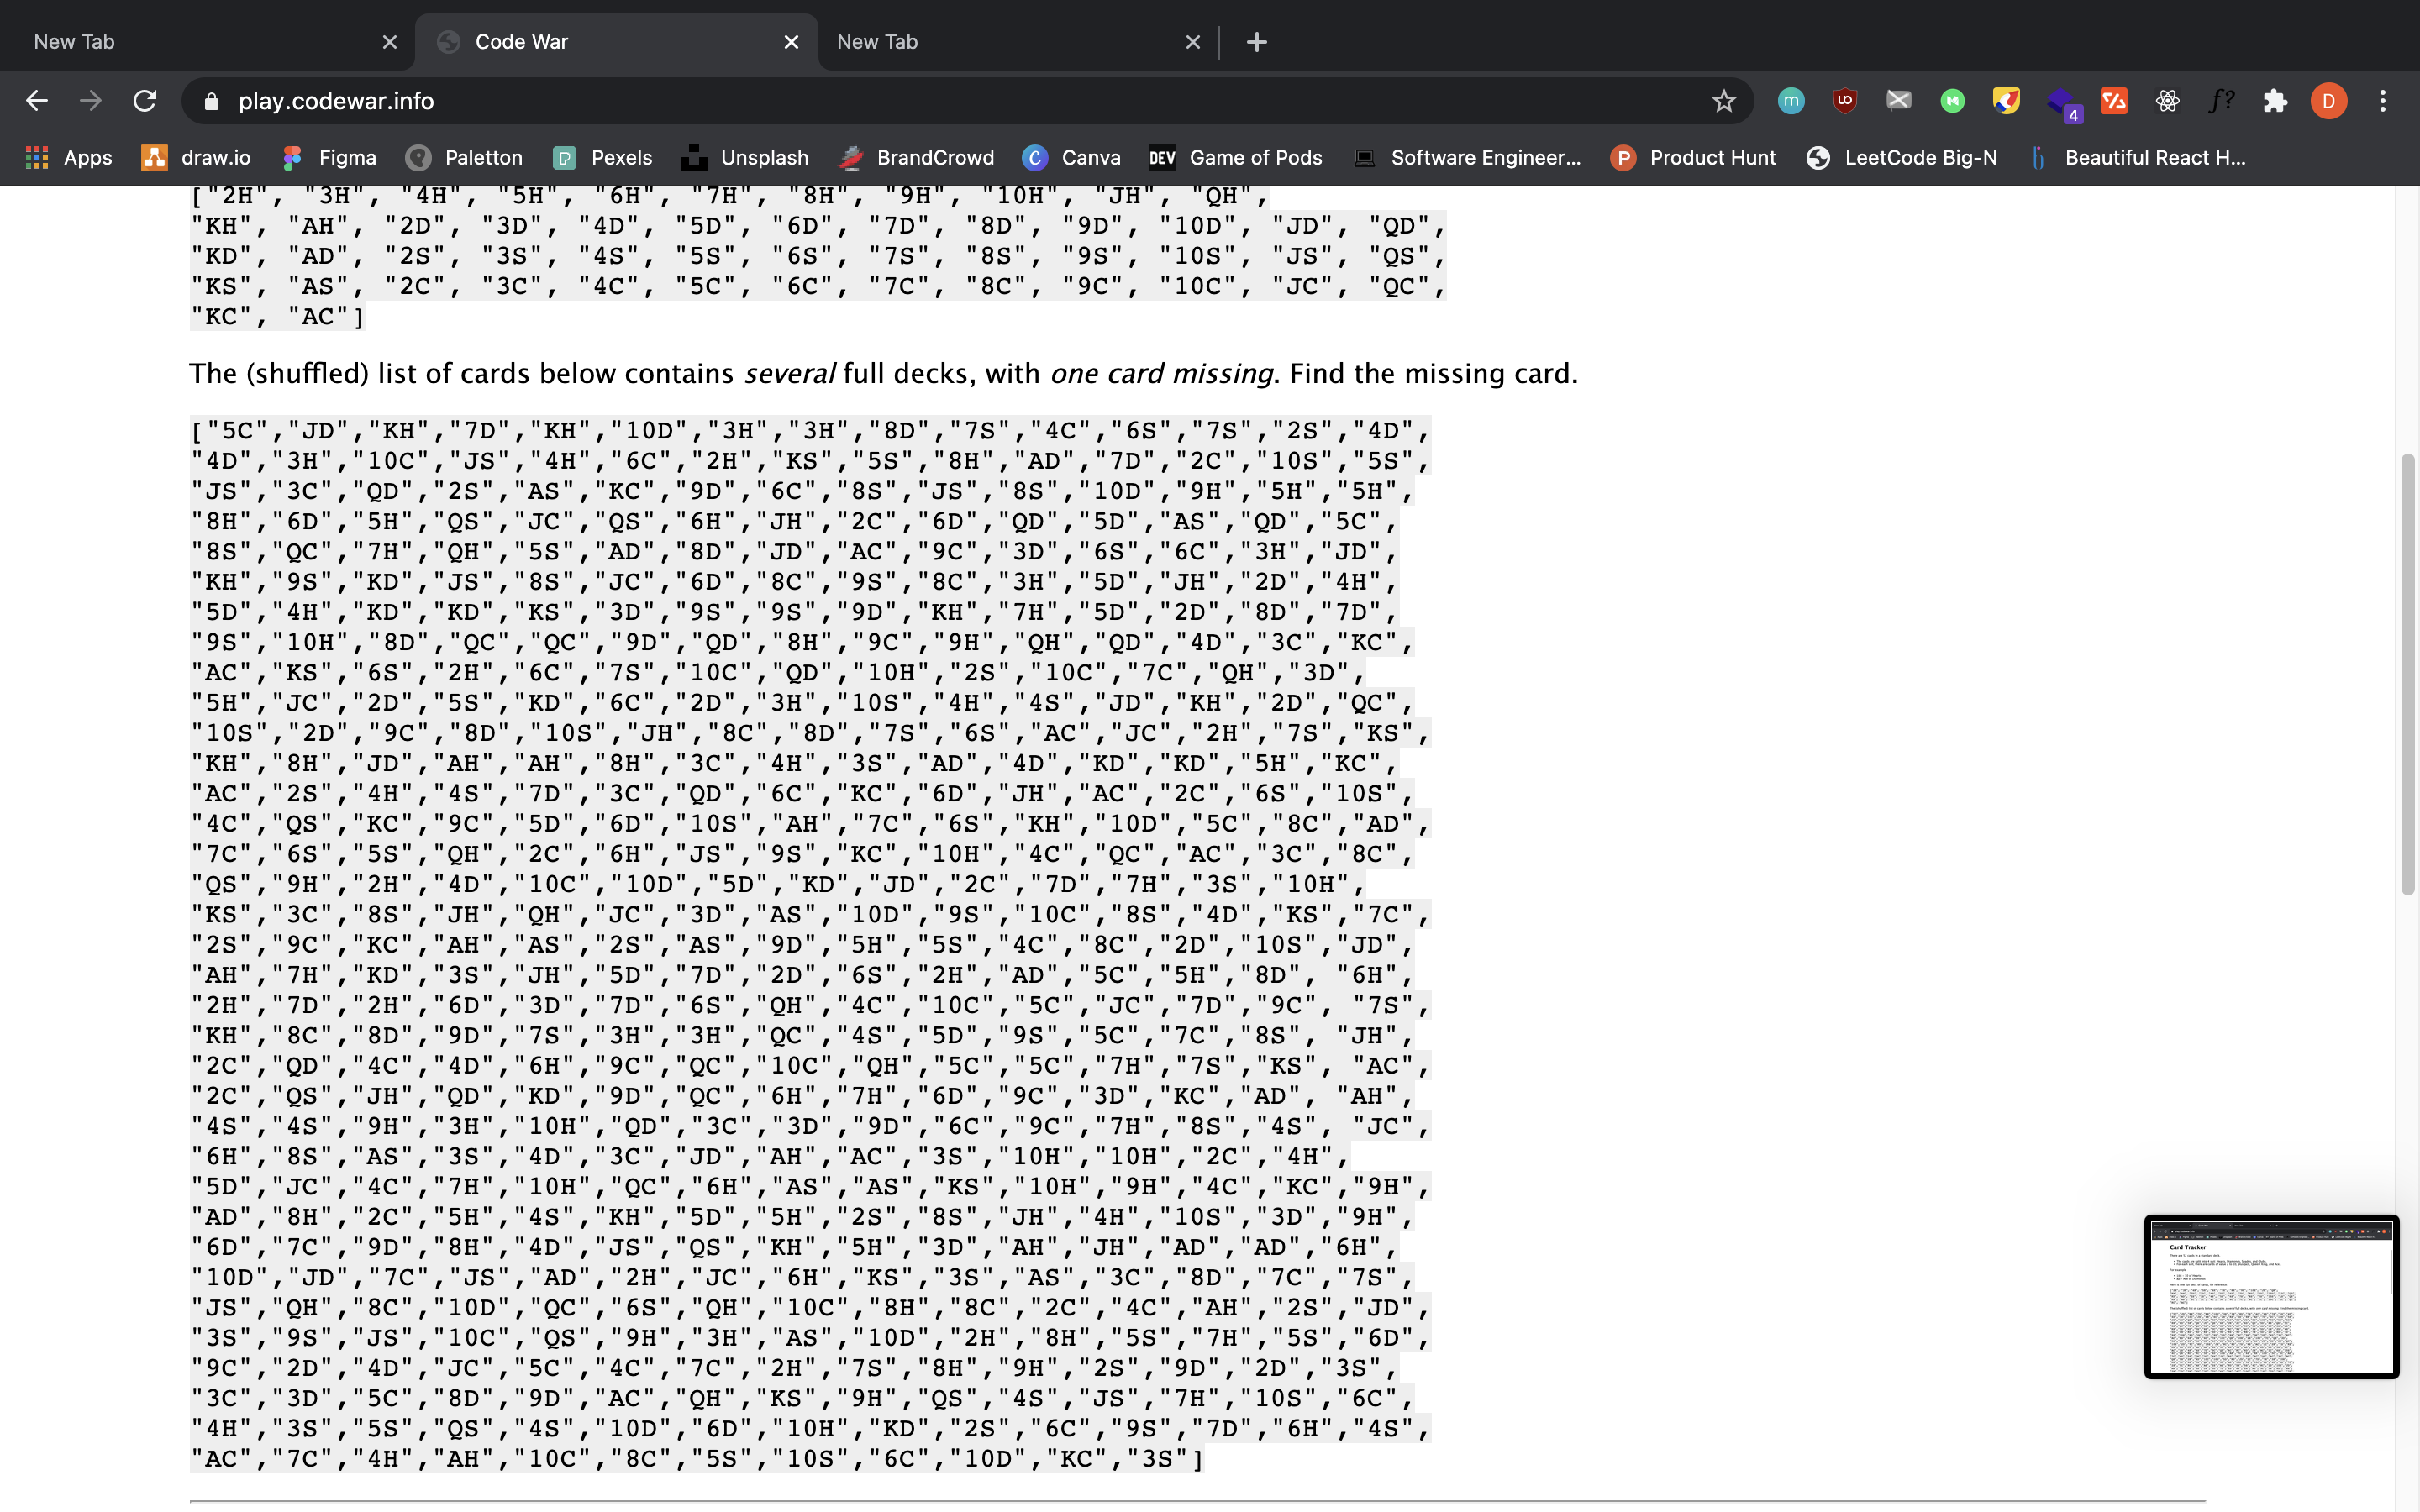 New Tab
Code War
New Tab
play.codewar.info
m
4
f?
D
Apps draw.io Figma Paletton Pexels Unsplash BrandCrowd Canva DEV Game of Pods Software Engineer... Product Hunt LeetCode Big-N Beautiful React H...
["2H", "3H", "4H", "5H", "6H", "7H", "8H", "9H", "10H", "JH", "QH",
"KH", "AH", "2D", "3D", "4D", "5D", "6D", "7D", "8D", "9D", "10D", "JD", "QD",
"KD", "AD", "2S", "3S", "4S", "5S", "6S", "7S", "8S", "9S", "10S", "JS", "QS",
"KS", "AS", "2C", "3C", "4C", "5C", "6C", "7C", "8C", "9C", "10C", "JC", "QC",
"KC", "AC"]
The (shuffled) list of cards below contains several full decks, with one card missing. Find the missing card.
["5C","JD","KH","7D","KH","10D","3H","3H","8D","7S","4C","6S","7S","2S","4D",
"4D","3H","10C","JS","4H","6C","2H","KS","5S","8H","AD","7D","2C","10S","5S",
"JS","3C","QD","2S","AS","KC","9D","6C","8S","JS","8S","10D","9H","5H","5H",
"8H","6D","5H","QS","JC","QS","6H","JH","2C","6D","QD","5D","AS","QD","5C",
"8S","QC","7H","QH","5S","AD","8D","JD","AC","9C","3D","6S","6C","3H","JD",
"KH","9S","KD","JS","8S","JC","6D","8C","9S","8C","3H","5D","JH","2D","4H",
"5D","4H","KD","KD","KS","3D","9S","9S","9D","KH","7H","5D","2D","8D","7D",
"9S","10H","8D","QC","QC","9D","QD","8H","9C","9H","QH","QD","4D","3C","KC",
"AC","KS","6S","2H","6C","7S","10C","QD","10H","2S","10C","7C","QH","3D",
"5H","JC","2D","5S","KD","6C","2D","3H","10S","4H","4S","JD","KH","2D","QC",
"10S","2D","9C","8D","10S","JH","8C","8D","7S","6S","AC","JC","2H","7S","KS",
"KH","8H","JD","AH","AH","8H","3C","4H","3S","AD","4D","KD","KD","5H","KC",
"AC","2S","4H","4S","7D","3C","QD","6C","KC","6D","JH","AC","2C","6S","10S",
"4C","QS","KC","9C","5D","6D","10S","AH","7C","6S","KH","10D","5C","8C","AD",
"7C","6S","5S","QH","2C","6H","JS","9S","KC","10H","4C","QC","AC","3C","8C",
"QS","9H","2H","4D","10C","10D","5D","KD","JD","2C","7D","7H","3S","10H",
"KS","3C","8S","JH","QH","JC","3D","AS","10D","9S","10C","8S","4D","KS","7C",
"2S","9C","KC","AH","AS","2S","AS","9D","5H","5S","4C","8C","2D","10S","JD",
"AH","7H","KD","3S","JH","5D","7D","2D","6S","2H","AD","5C","5H","8D", "6H",
"2H","7D","2H","6D","3D","7D","6S","QH","4C","10C","5C","JC","7D","9C", "7S",
"KH","8C","8D","9D","7S","3H","3H","QC","4S","5D","9S","5C","7C","8S", "JH",
"2C","QD","4C","4D","6H","9C","QC","10C","QH","5C","5C","7H","7S","KS", "AC",
"2C","QS","JH","QD","KD","9D","QC","6H","7H","6D","9C","3D","KC","AD", "AH",
"4S","4S","9H","3H","10H","QD","3C","3D","9D","6C","9C","7H","8S","4S", "JC",
"6H","8S","AS","3S","4D","3C","JD","AH","AC","3S","10H","10H","2C","4H",
"5D","JC","4C","7H","10H","QC","6H","AS","AS","KS","10H","9H","4C","KC","9H",
"AD","8H","2C","5H","4S","KH","5D","5H","2S","8S","JH","4H","10S","3D","9H",
"6D","7C","9D","8H","4D","JS","QS","KH","5H","3D","AH","JH","AD","AD","6H",
"10D","JD","7C","JS","AD","2H","JC","6H","KS","3S","AS","3C","8D","7C","7S",
"JS","QH","8C","10D","QC","6S","QH","10C","8H","8C","2C","4C","AH","2S","JD",
"3S","9S","JS","10C","QS","9H","3H","AS","10D","2H","8H","5S","7H","5S","6D",
"9C","2D","4D","JC","5C","4C","7C","2H","7S","8H","9H","2S","9D","2D","3S",
"3C","3D","5C","8D","9D","AC","QH","KS","9H","QS","4S","JS","7H","10S","6C",
"4H","3S","5S","QS","4S","10D","6D","10H","KD","2S","6C","9S","7D","6H","4S",
"AC","7C","4H","AH","10C","8C","5S","10S","6C","10D","KC","3S"]
Card Tracker